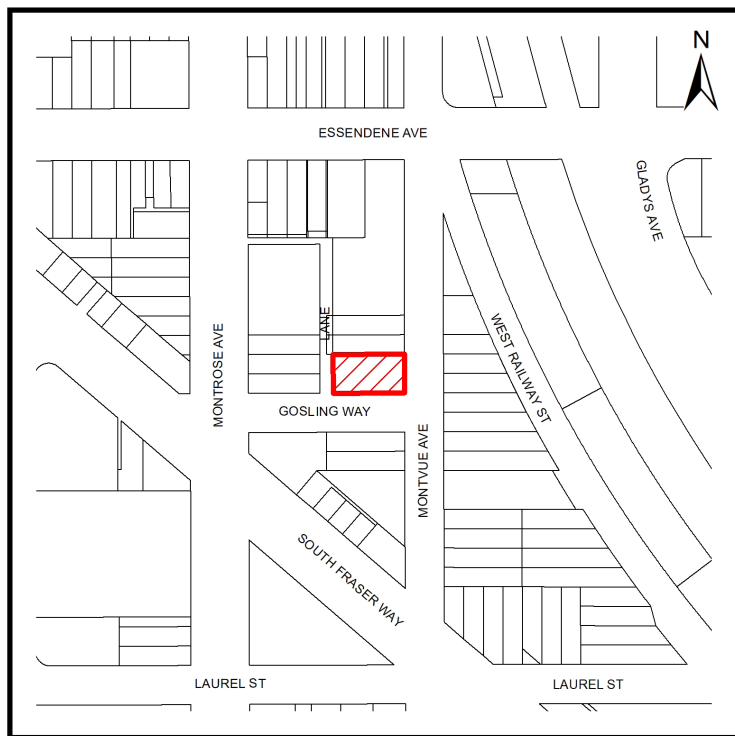 N
ESSENDENE AVE
GLADYS AVE
LANE
WEST RAILWAY ST
MONTROSE AVE
GOSLING WAY
MONTVUE AVE
SOUTH FRASER WAY
LAUREL ST
LAUREL ST